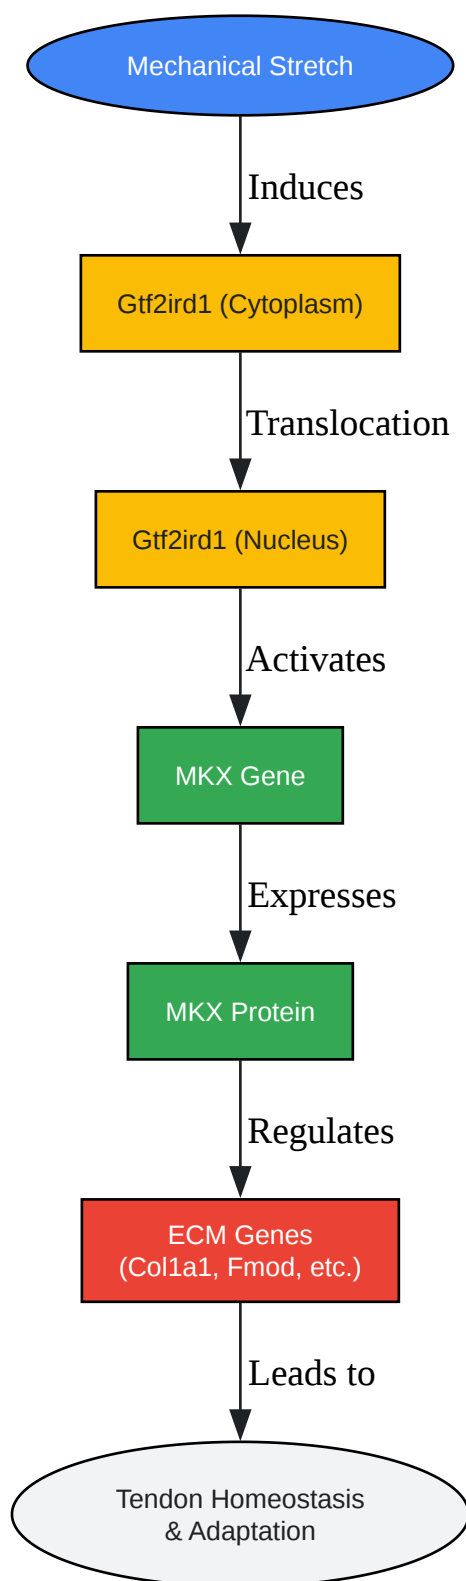 Mechanical Stretch
Induces
Gtf2ird1 (Cytoplasm)
Translocation
Gtf2ird1 (Nucleus)
Activates
MKX Gene
Expresses
MKX Protein
Regulates
ECM Genes
(Col1a1, Fmod, etc.)
Leads to
Tendon Homeostasis
& Adaptation